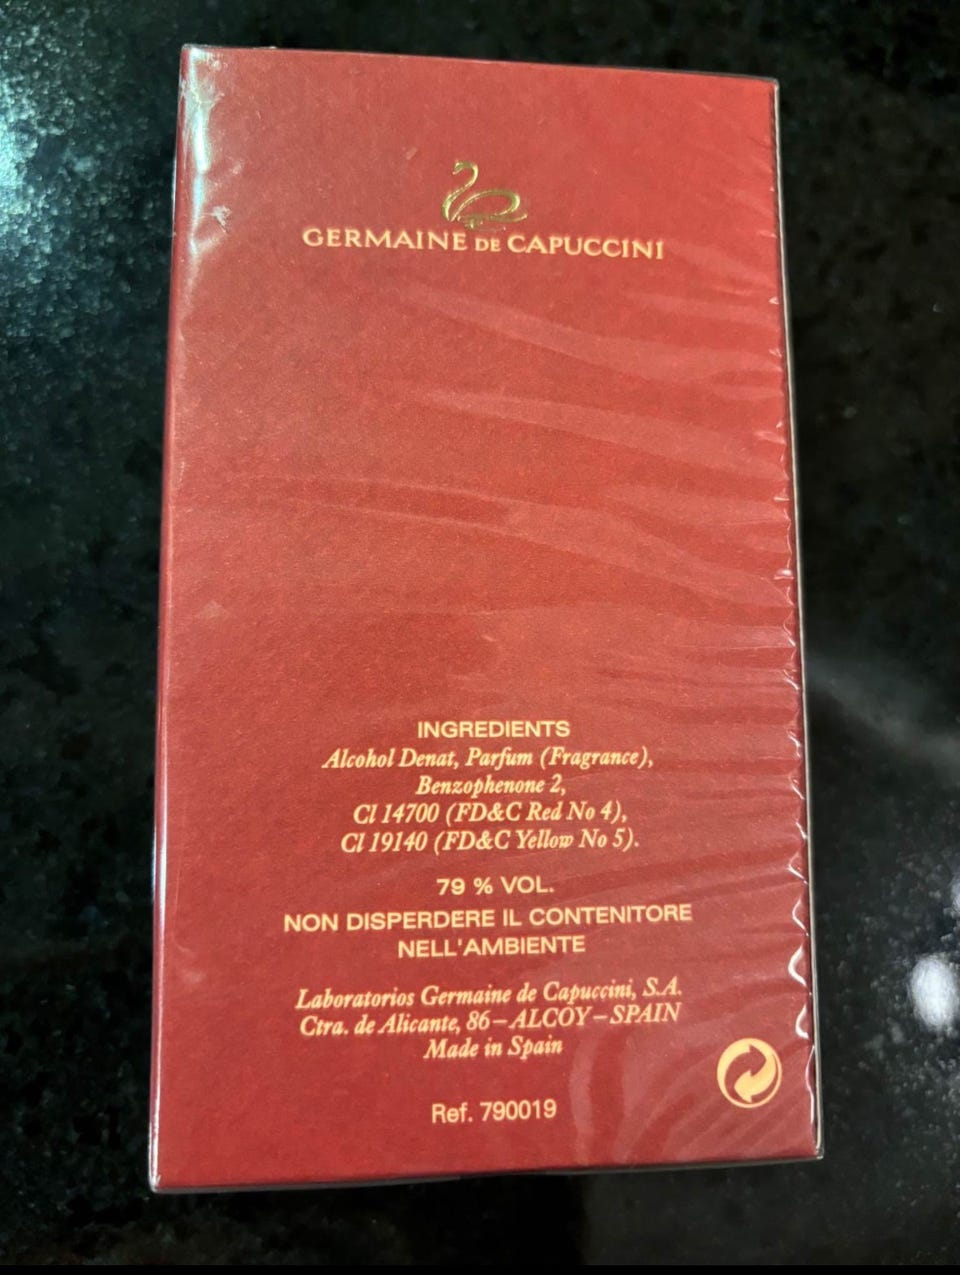 GERMAINE DE CAPUCCINI
INGREDIENTS
Alcohol Denat, Parfum (Fragrance),
Benzophenone 2,
Cl 14700 (FD&C Red No 4),
Cl 19140 (FD&C Yellow No 5).
79 % VOL.
NON DISPERDERE IL CONTENITORE
NELL'AMBIENTE
Laboratorios Germaine de Capuccini, S.A.
Ctra. de Alicante, 86 – ALCOY – SPAIN
Made in Spain
Ref. 790019